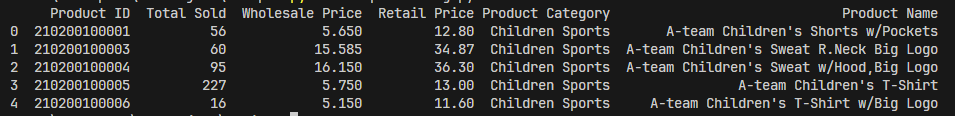 Product ID Total Sold Wholesale Price Retail Price Product Category Product Name
0 210200100001 56 5.650 12.80 Children Sports A-team Children's Shorts w/Pockets
1 210200100003 60 15.585 34.87 Children Sports A-team Children's Sweat R.Neck Big Logo
2 210200100004 95 16.150 36.30 Children Sports A-team Children's Sweat w/Hood,Big Logo
3 210200100005 227 5.750 13.00 Children Sports A-team Children's T-Shirt
4 210200100006 16 5.150 11.60 Children Sports A-team Children's T-Shirt w/Big Logo